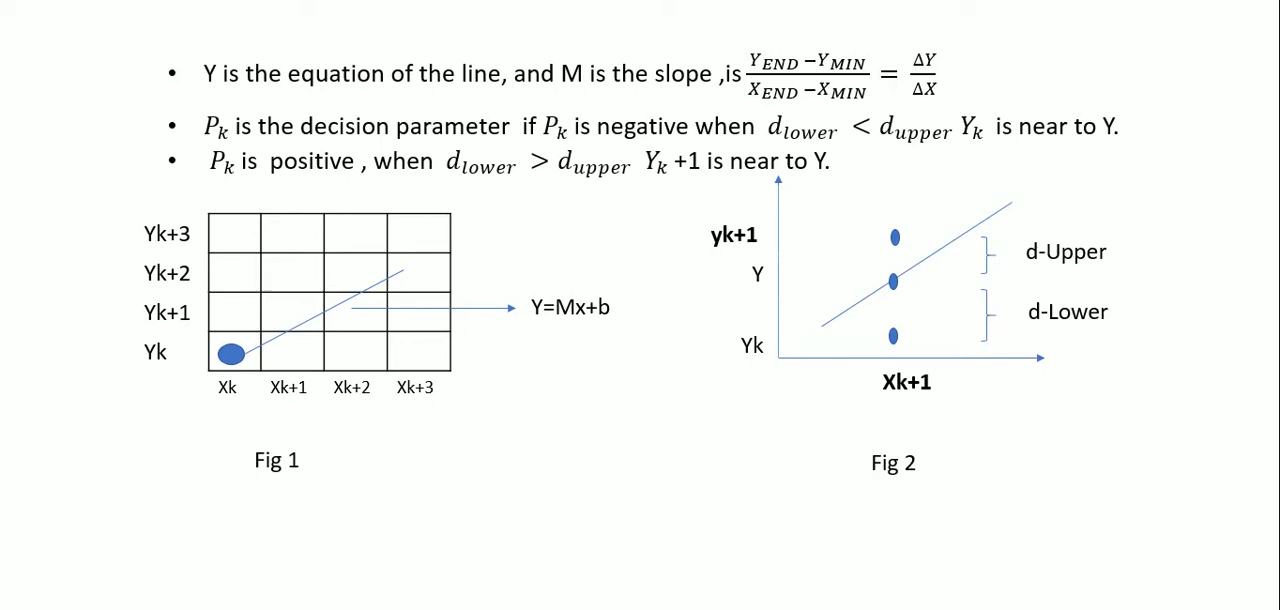 • Y is the equation of the line, and M is the slope ,is (Y_END − Y_MIN)/(X_END − X_MIN) = ΔY/ΔX
• P_k is the decision parameter if P_k is negative when d_lower < d_upper Y_k is near to Y.
• P_k is positive , when d_lower > d_upper Y_k +1 is near to Y.
Yk+3
Yk+2
Yk+1
Yk
Xk Xk+1 Xk+2 Xk+3
Y=Mx+b
Fig 1
yk+1
Y
Yk
d-Upper
d-Lower
Xk+1
Fig 2